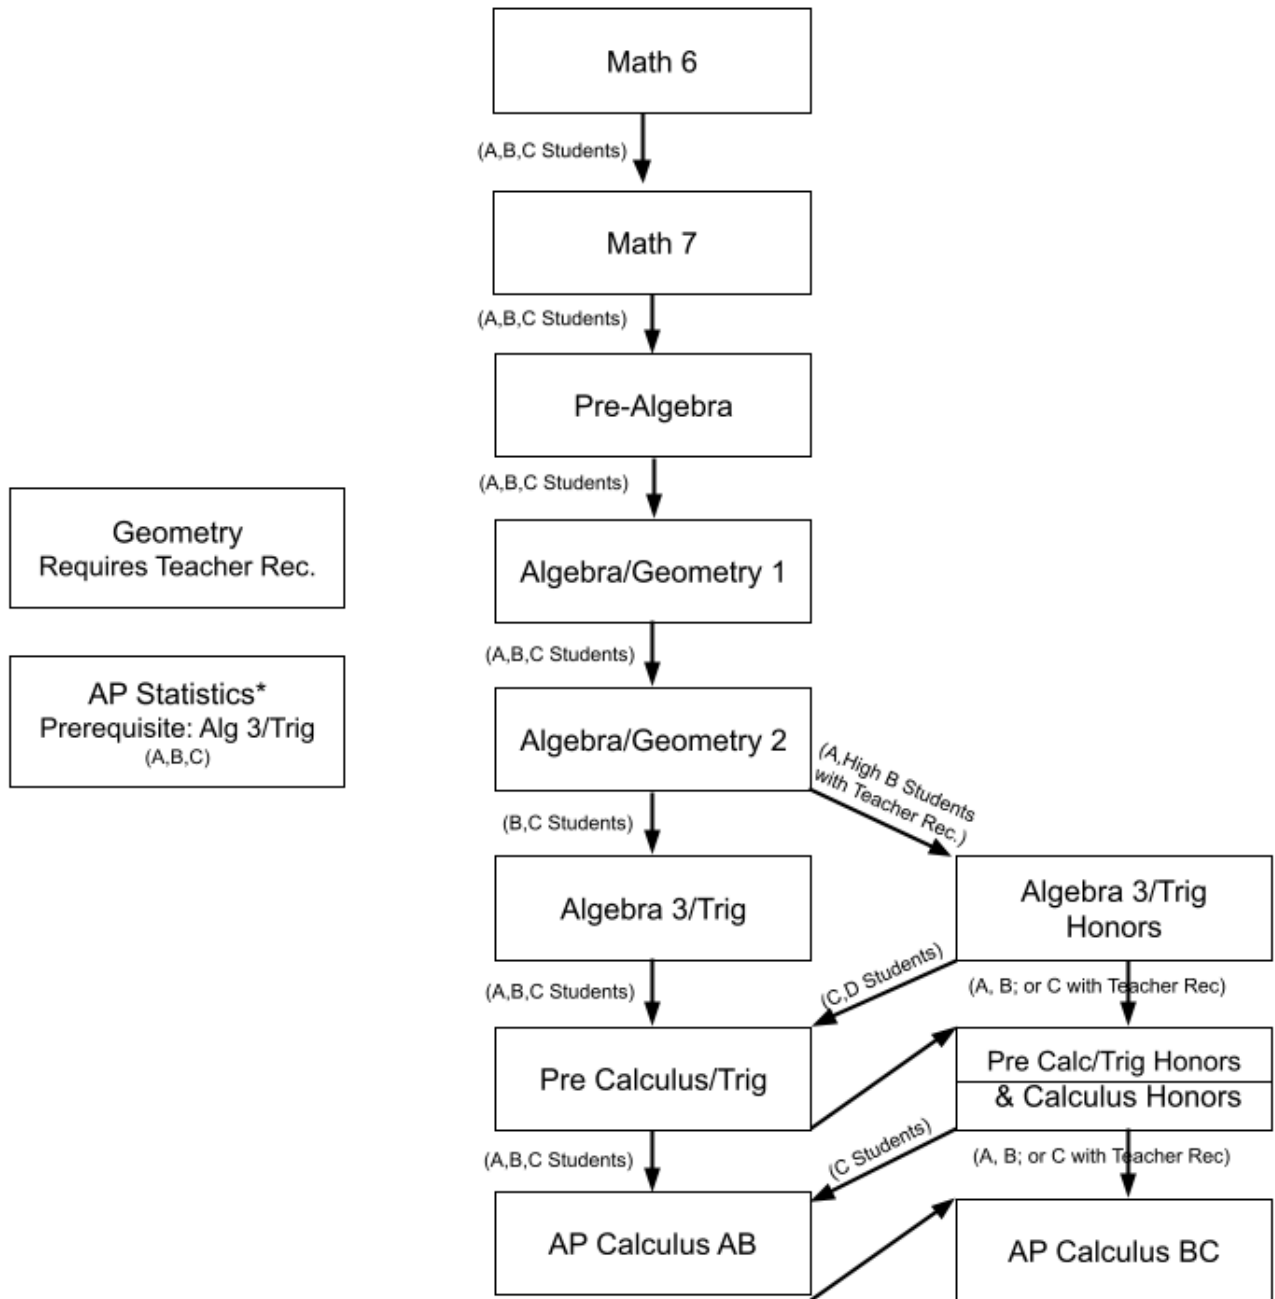 Math 6
(A,B,C Students)
Math 7
(A,B,C Students)
Pre-Algebra
(A,B,C Students)
Geometry
Requires Teacher Rec.
Algebra/Geometry 1
(A,B,C Students)
AP Statistics*
Prerequisite: Alg 3/Trig
(A,B,C)
Algebra/Geometry 2
(A,High B Students
with Teacher Rec.)
(B,C Students)
Algebra 3/Trig
Algebra 3/Trig
Honors
(C,D Students)
(A,B,C Students)
(A, B; or C with Teacher Rec)
Pre Calculus/Trig
Pre Calc/Trig Honors
& Calculus Honors
(A,B,C Students)
(C Students)
(A, B; or C with Teacher Rec)
AP Calculus AB
AP Calculus BC